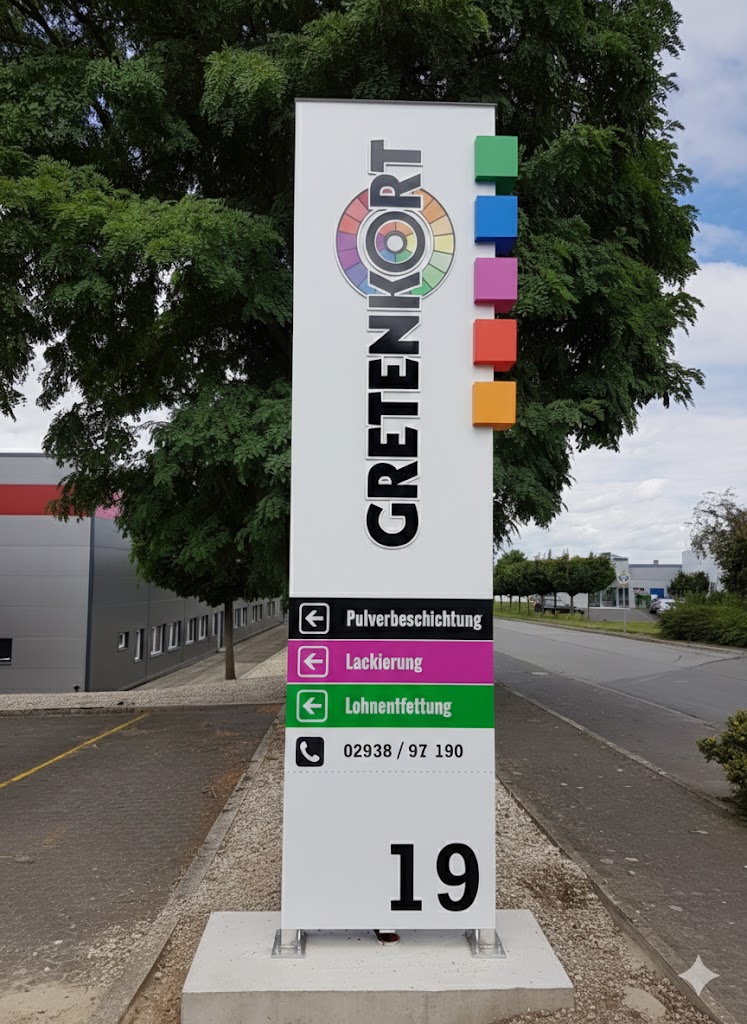 GRETENKORT
Pulverbeschichtung
Lackierung
Lohnentfettung
02938 / 97 190
19